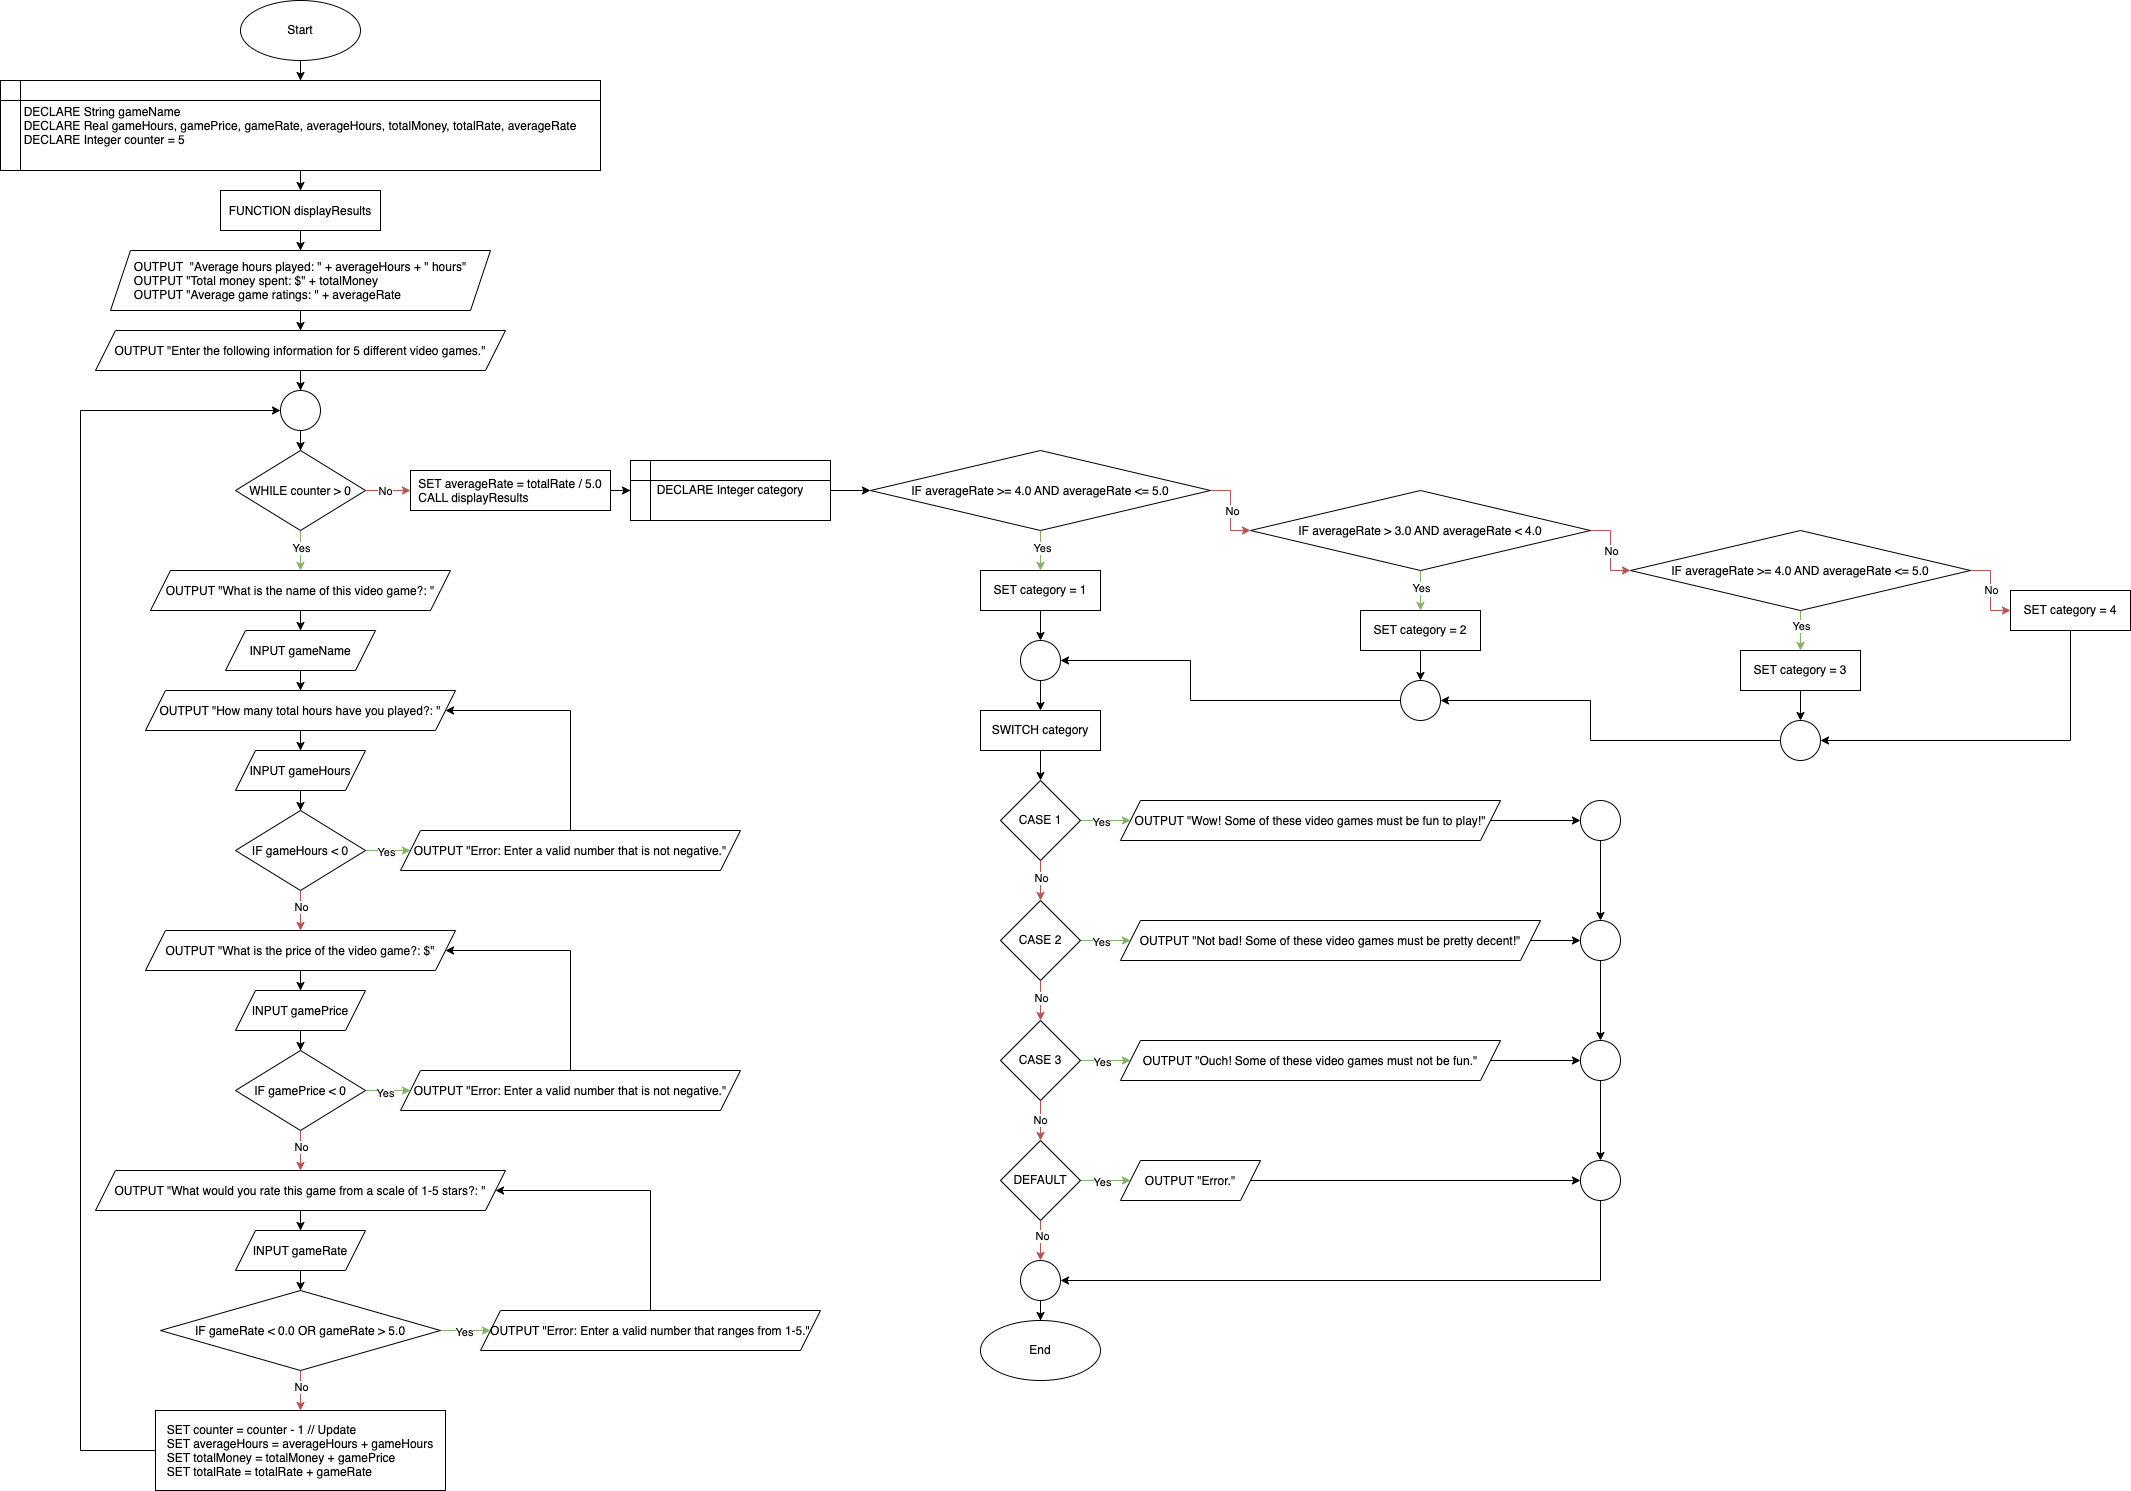 Start
DECLARE String gameName
DECLARE Real gameHours, gamePrice, gameRate, averageHours, totalMoney, totalRate, averageRate
DECLARE Integer counter = 5
FUNCTION displayResults
OUTPUT  "Average hours played: " + averageHours + " hours"
OUTPUT "Total money spent: $" + totalMoney
OUTPUT "Average game ratings: " + averageRate
OUTPUT "Enter the following information for 5 different video games."
WHILE counter > 0
No
Yes
OUTPUT "What is the name of this video game?: "
INPUT gameName
OUTPUT "How many total hours have you played?: "
INPUT gameHours
IF gameHours < 0
Yes
OUTPUT "Error: Enter a valid number that is not negative."
No
OUTPUT "What is the price of the video game?: $"
INPUT gamePrice
IF gamePrice < 0
Yes
OUTPUT "Error: Enter a valid number that is not negative."
No
OUTPUT "What would you rate this game from a scale of 1-5 stars?: "
INPUT gameRate
IF gameRate < 0.0 OR gameRate > 5.0
Yes
OUTPUT "Error: Enter a valid number that ranges from 1-5."
No
SET counter = counter - 1 // Update
SET averageHours = averageHours + gameHours
SET totalMoney = totalMoney + gamePrice
SET totalRate = totalRate + gameRate
SET averageRate = totalRate / 5.0
CALL displayResults
DECLARE Integer category
IF averageRate >= 4.0 AND averageRate <= 5.0
No
Yes
SET category = 1
IF averageRate > 3.0 AND averageRate < 4.0
No
Yes
SET category = 2
IF averageRate >= 4.0 AND averageRate <= 5.0
No
Yes
SET category = 3
SET category = 4
SWITCH category
CASE 1
Yes
OUTPUT "Wow! Some of these video games must be fun to play!"
No
CASE 2
Yes
OUTPUT "Not bad! Some of these video games must be pretty decent!"
No
CASE 3
Yes
OUTPUT "Ouch! Some of these video games must not be fun."
No
DEFAULT
Yes
OUTPUT "Error."
No
End